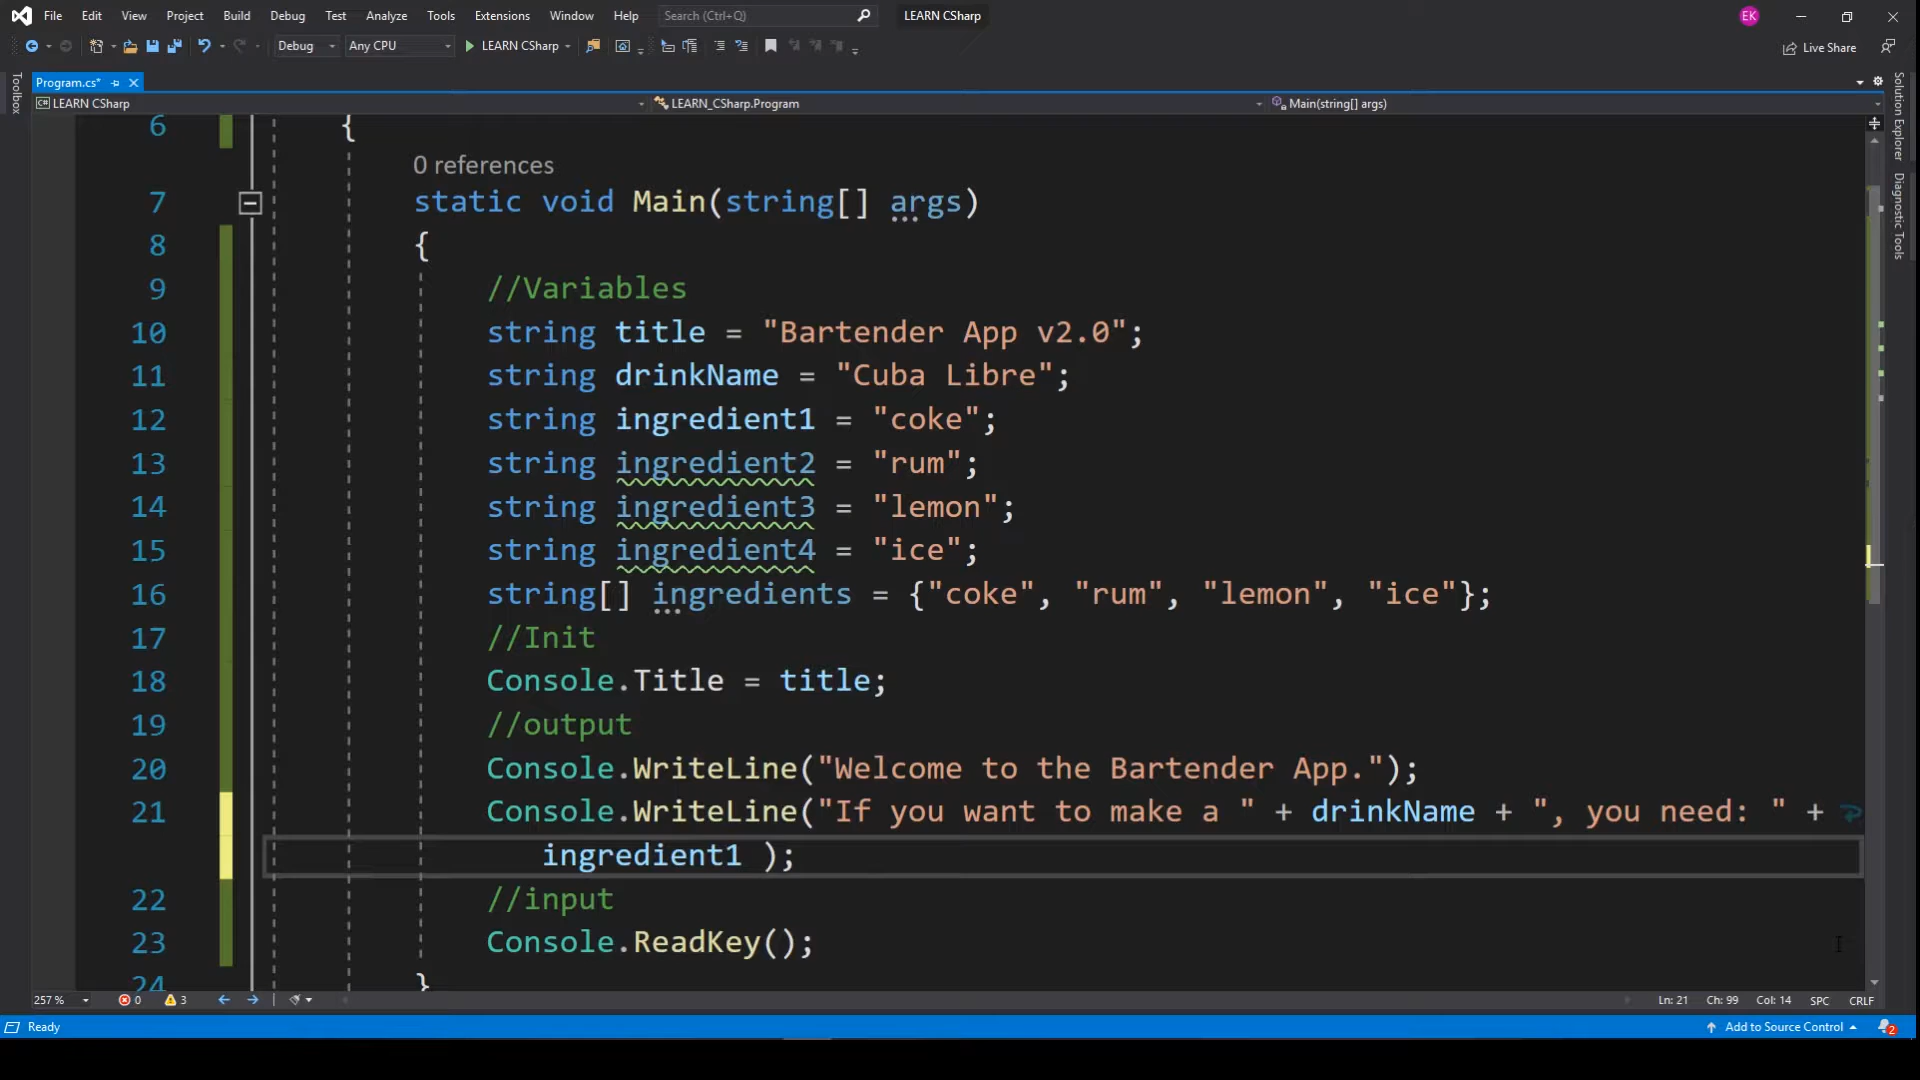 File Edit View Project Build Debug Test Analyze Tools Extensions Window Help Search (Ctrl+Q) LEARN CSharp EK
Debug Any CPU LEARN CSharp Live Share
Toolbox
Program.cs*
LEARN CSharp LEARN_CSharp.Program Main(string[] args)
Solution Explorer
Diagnostic Tools
6 {
0 references
7 static void Main(string[] args)
8 {
9 //Variables
10 string title = "Bartender App v2.0";
11 string drinkName = "Cuba Libre";
12 string ingredient1 = "coke";
13 string ingredient2 = "rum";
14 string ingredient3 = "lemon";
15 string ingredient4 = "ice";
16 string[] ingredients = {"coke", "rum", "lemon", "ice"};
17 //Init
18 Console.Title = title;
19 //output
20 Console.WriteLine("Welcome to the Bartender App.");
21 Console.WriteLine("If you want to make a " + drinkName + ", you need: " +
ingredient1 );
22 //input
23 Console.ReadKey();
24 }
257 % 0 3 Ln: 21 Ch: 99 Col: 14 SPC CRLF
Ready Add to Source Control 2